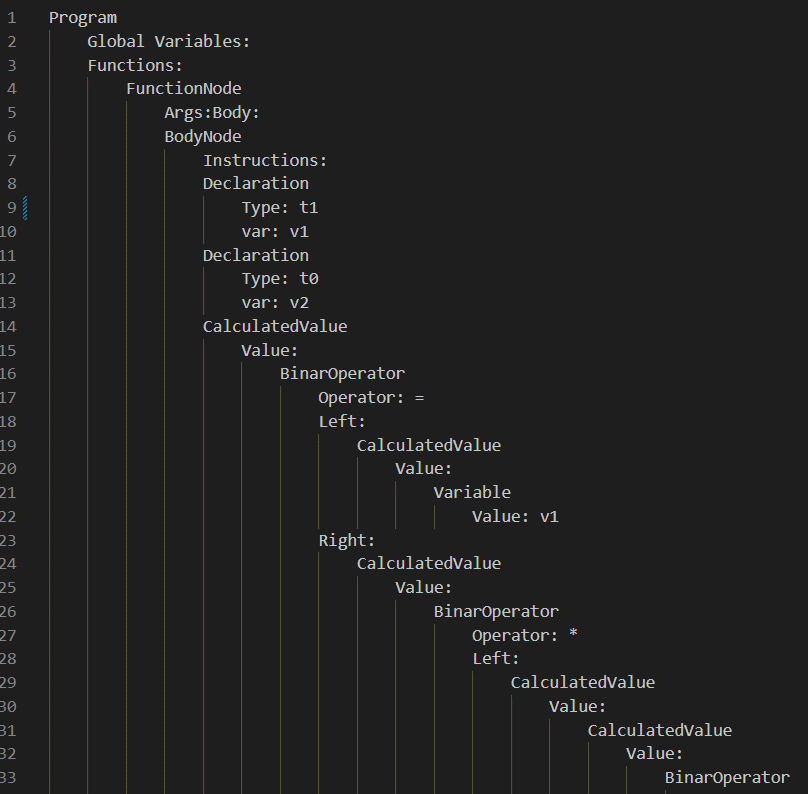 1 Program
2 Global Variables:
3 Functions:
4 FunctionNode
5 Args:Body:
6 BodyNode
7 Instructions:
8 Declaration
9 Type: t1
10 var: v1
11 Declaration
12 Type: t0
13 var: v2
14 CalculatedValue
15 Value:
16 BinarOperator
17 Operator: =
18 Left:
19 CalculatedValue
20 Value:
21 Variable
22 Value: v1
23 Right:
24 CalculatedValue
25 Value:
26 BinarOperator
27 Operator: *
28 Left:
29 CalculatedValue
30 Value:
31 CalculatedValue
32 Value:
33 BinarOperator